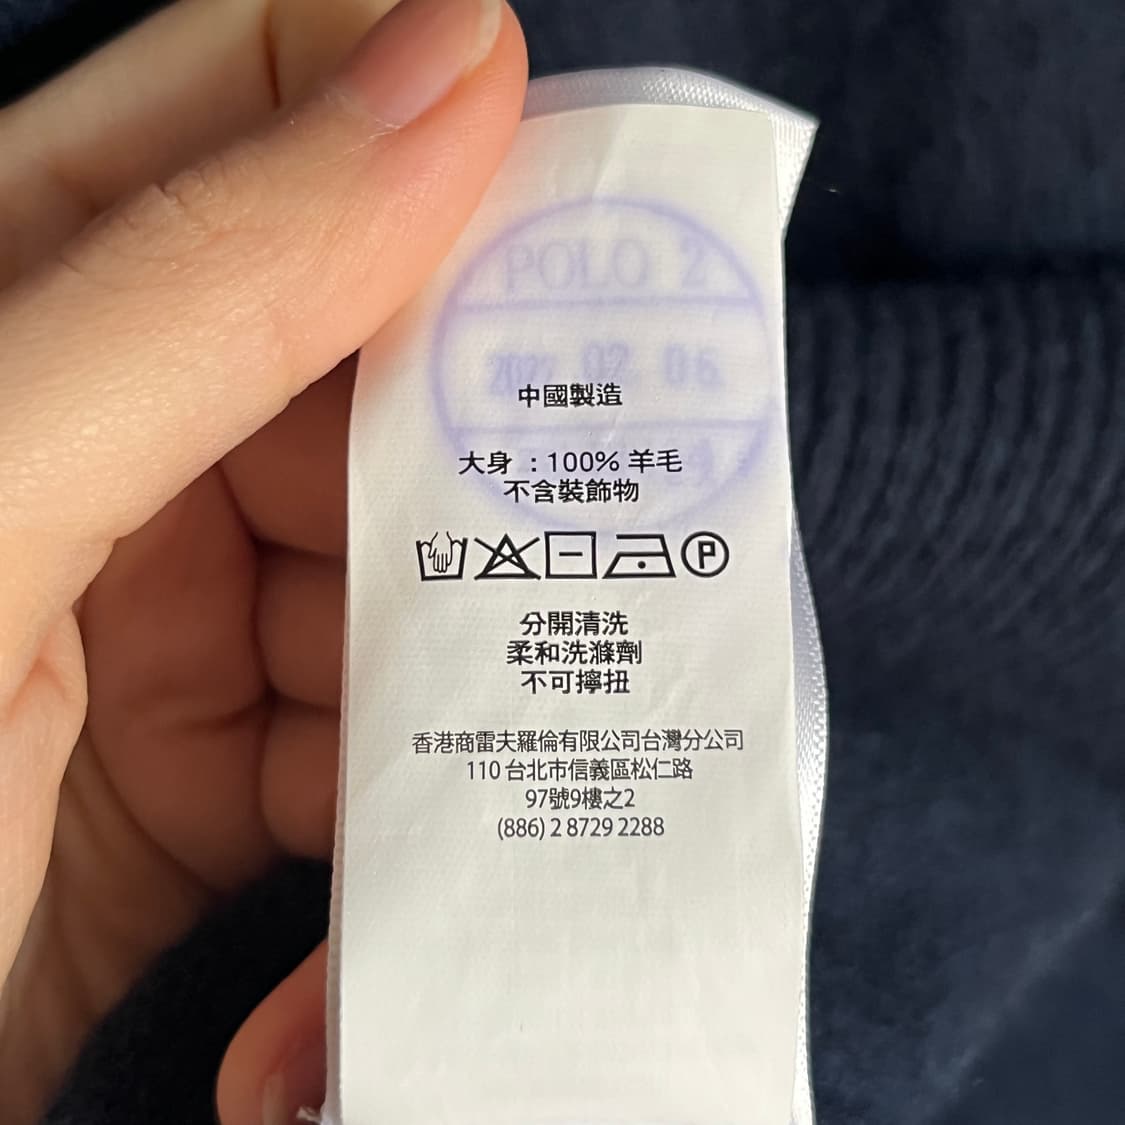 POLO 2
02 06
中國製造
大身 : 100% 羊毛
不含裝飾物
P
分開清洗
柔和洗滌劑
不可擰扭
香港商雷夫羅倫有限公司台灣分公司
110 台北市信義區松仁路
97號9樓之2
(886) 2 8729 2288